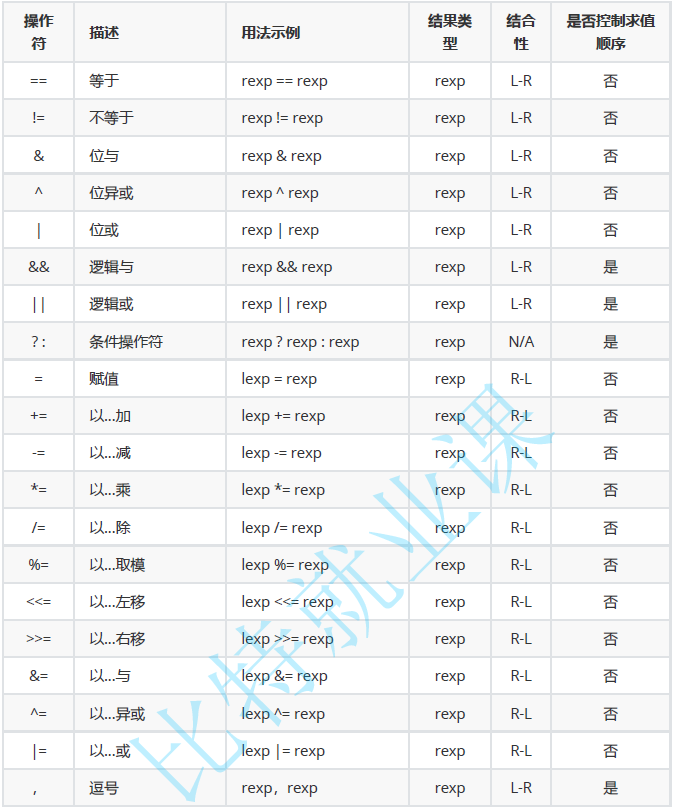 操作符 描述 用法示例 结果类型 结合性 是否控制求值顺序
== 等于 rexp == rexp rexp L-R 否
!= 不等于 rexp != rexp rexp L-R 否
& 位与 rexp & rexp rexp L-R 否
^ 位异或 rexp ^ rexp rexp L-R 否
| 位或 rexp | rexp rexp L-R 否
&& 逻辑与 rexp && rexp rexp L-R 是
|| 逻辑或 rexp || rexp rexp L-R 是
? : 条件操作符 rexp ? rexp : rexp rexp N/A 是
= 赋值 lexp = rexp rexp R-L 否
+= 以...加 lexp += rexp rexp R-L 否
-= 以...减 lexp -= rexp rexp R-L 否
*= 以...乘 lexp *= rexp rexp R-L 否
/= 以...除 lexp /= rexp rexp R-L 否
%= 以...取模 lexp %= rexp rexp R-L 否
<<= 以...左移 lexp <<= rexp rexp R-L 否
>>= 以...右移 lexp >>= rexp rexp R-L 否
&= 以...与 lexp &= rexp rexp R-L 否
^= 以...异或 lexp ^= rexp rexp R-L 否
|= 以...或 lexp |= rexp rexp R-L 否
, 逗号 rexp，rexp rexp L-R 是
比特就业课